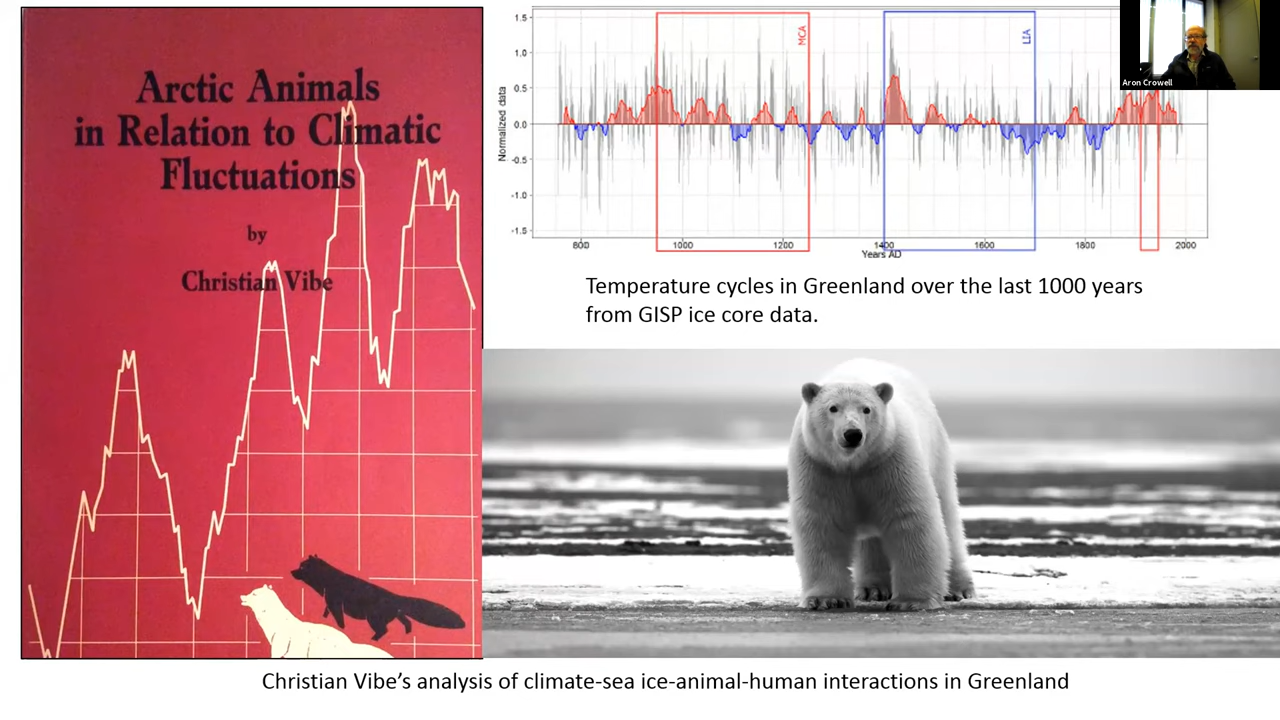 Arctic Animals
in Relation to Climatic
Fluctuations
by
Christian Vibe
1.5
1.0
0.5
0.0
-0.5
-1.0
-1.5
Normalized data
MCA
LIA
800
1000
1200
1400
1600
1800
2000
Years AD
Aron Crowell
Temperature cycles in Greenland over the last 1000 years
from GISP ice core data.
Christian Vibe’s analysis of climate-sea ice-animal-human interactions in Greenland